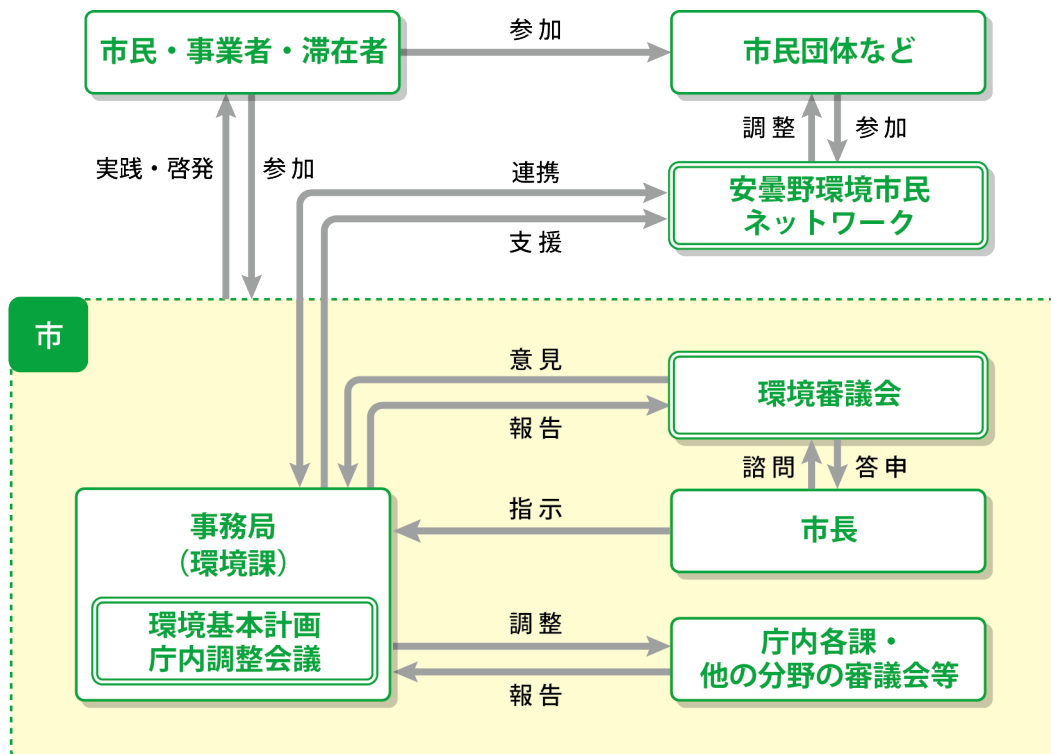 市民・事業者・滞在者
参加
市民団体など
調整
参加
実践・啓発
参加
連携
安曇野環境市民
ネットワーク
支援
市
意見
環境審議会
報告
諮問
答申
事務局
（環境課）
指示
市長
環境基本計画
庁内調整会議
調整
庁内各課・
他の分野の審議会等
報告